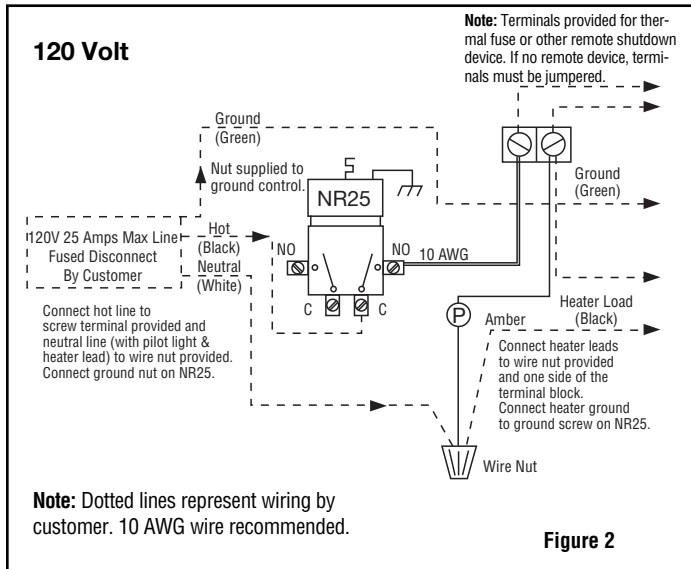 120 Volt
Note: Terminals provided for ther-
mal fuse or other remote shutdown
device. If no remote device, termi-
nals must be jumpered.
Ground
(Green)
Nut supplied to
ground control.
NR25
Ground
(Green)
120V 25 Amps Max Line
Fused Disconnect
By Customer
Hot
(Black)
Neutral
(White)
NO
NO
10 AWG
C
C
Connect hot line to
screw terminal provided and
neutral line (with pilot light &
heater lead) to wire nut provided.
Connect ground nut on NR25.
P
Amber
Heater Load
(Black)
Connect heater leads
to wire nut provided
and one side of the
terminal block.
Connect heater ground
to ground screw on NR25.
Wire Nut
Note: Dotted lines represent wiring by
customer. 10 AWG wire recommended.
Figure 2